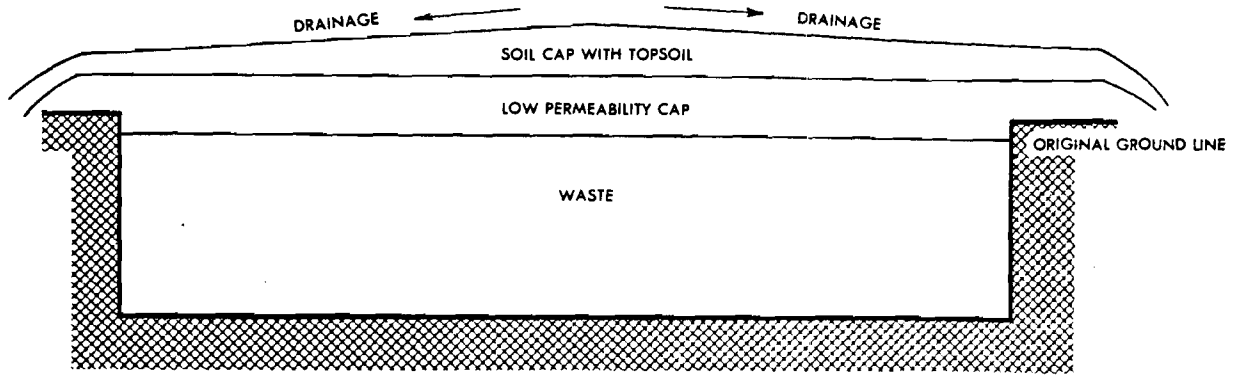 DRAINAGE
DRAINAGE
SOIL CAP WITH TOPSOIL
LOW PERMEABILITY CAP
ORIGINAL GROUND LINE
WASTE